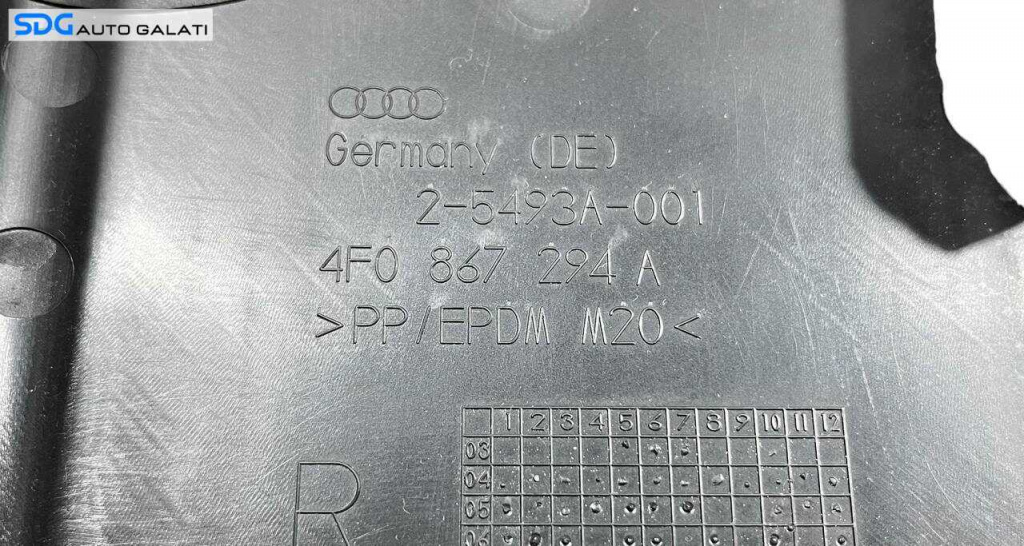 SDG AUTO GALATI
Germany (DE)
2-5493A-001
4F0 867 294 A
>PP/EPDM M20<
1 2 3 4 5 6 7 8 9 10 11 12
03
04
R
05
06